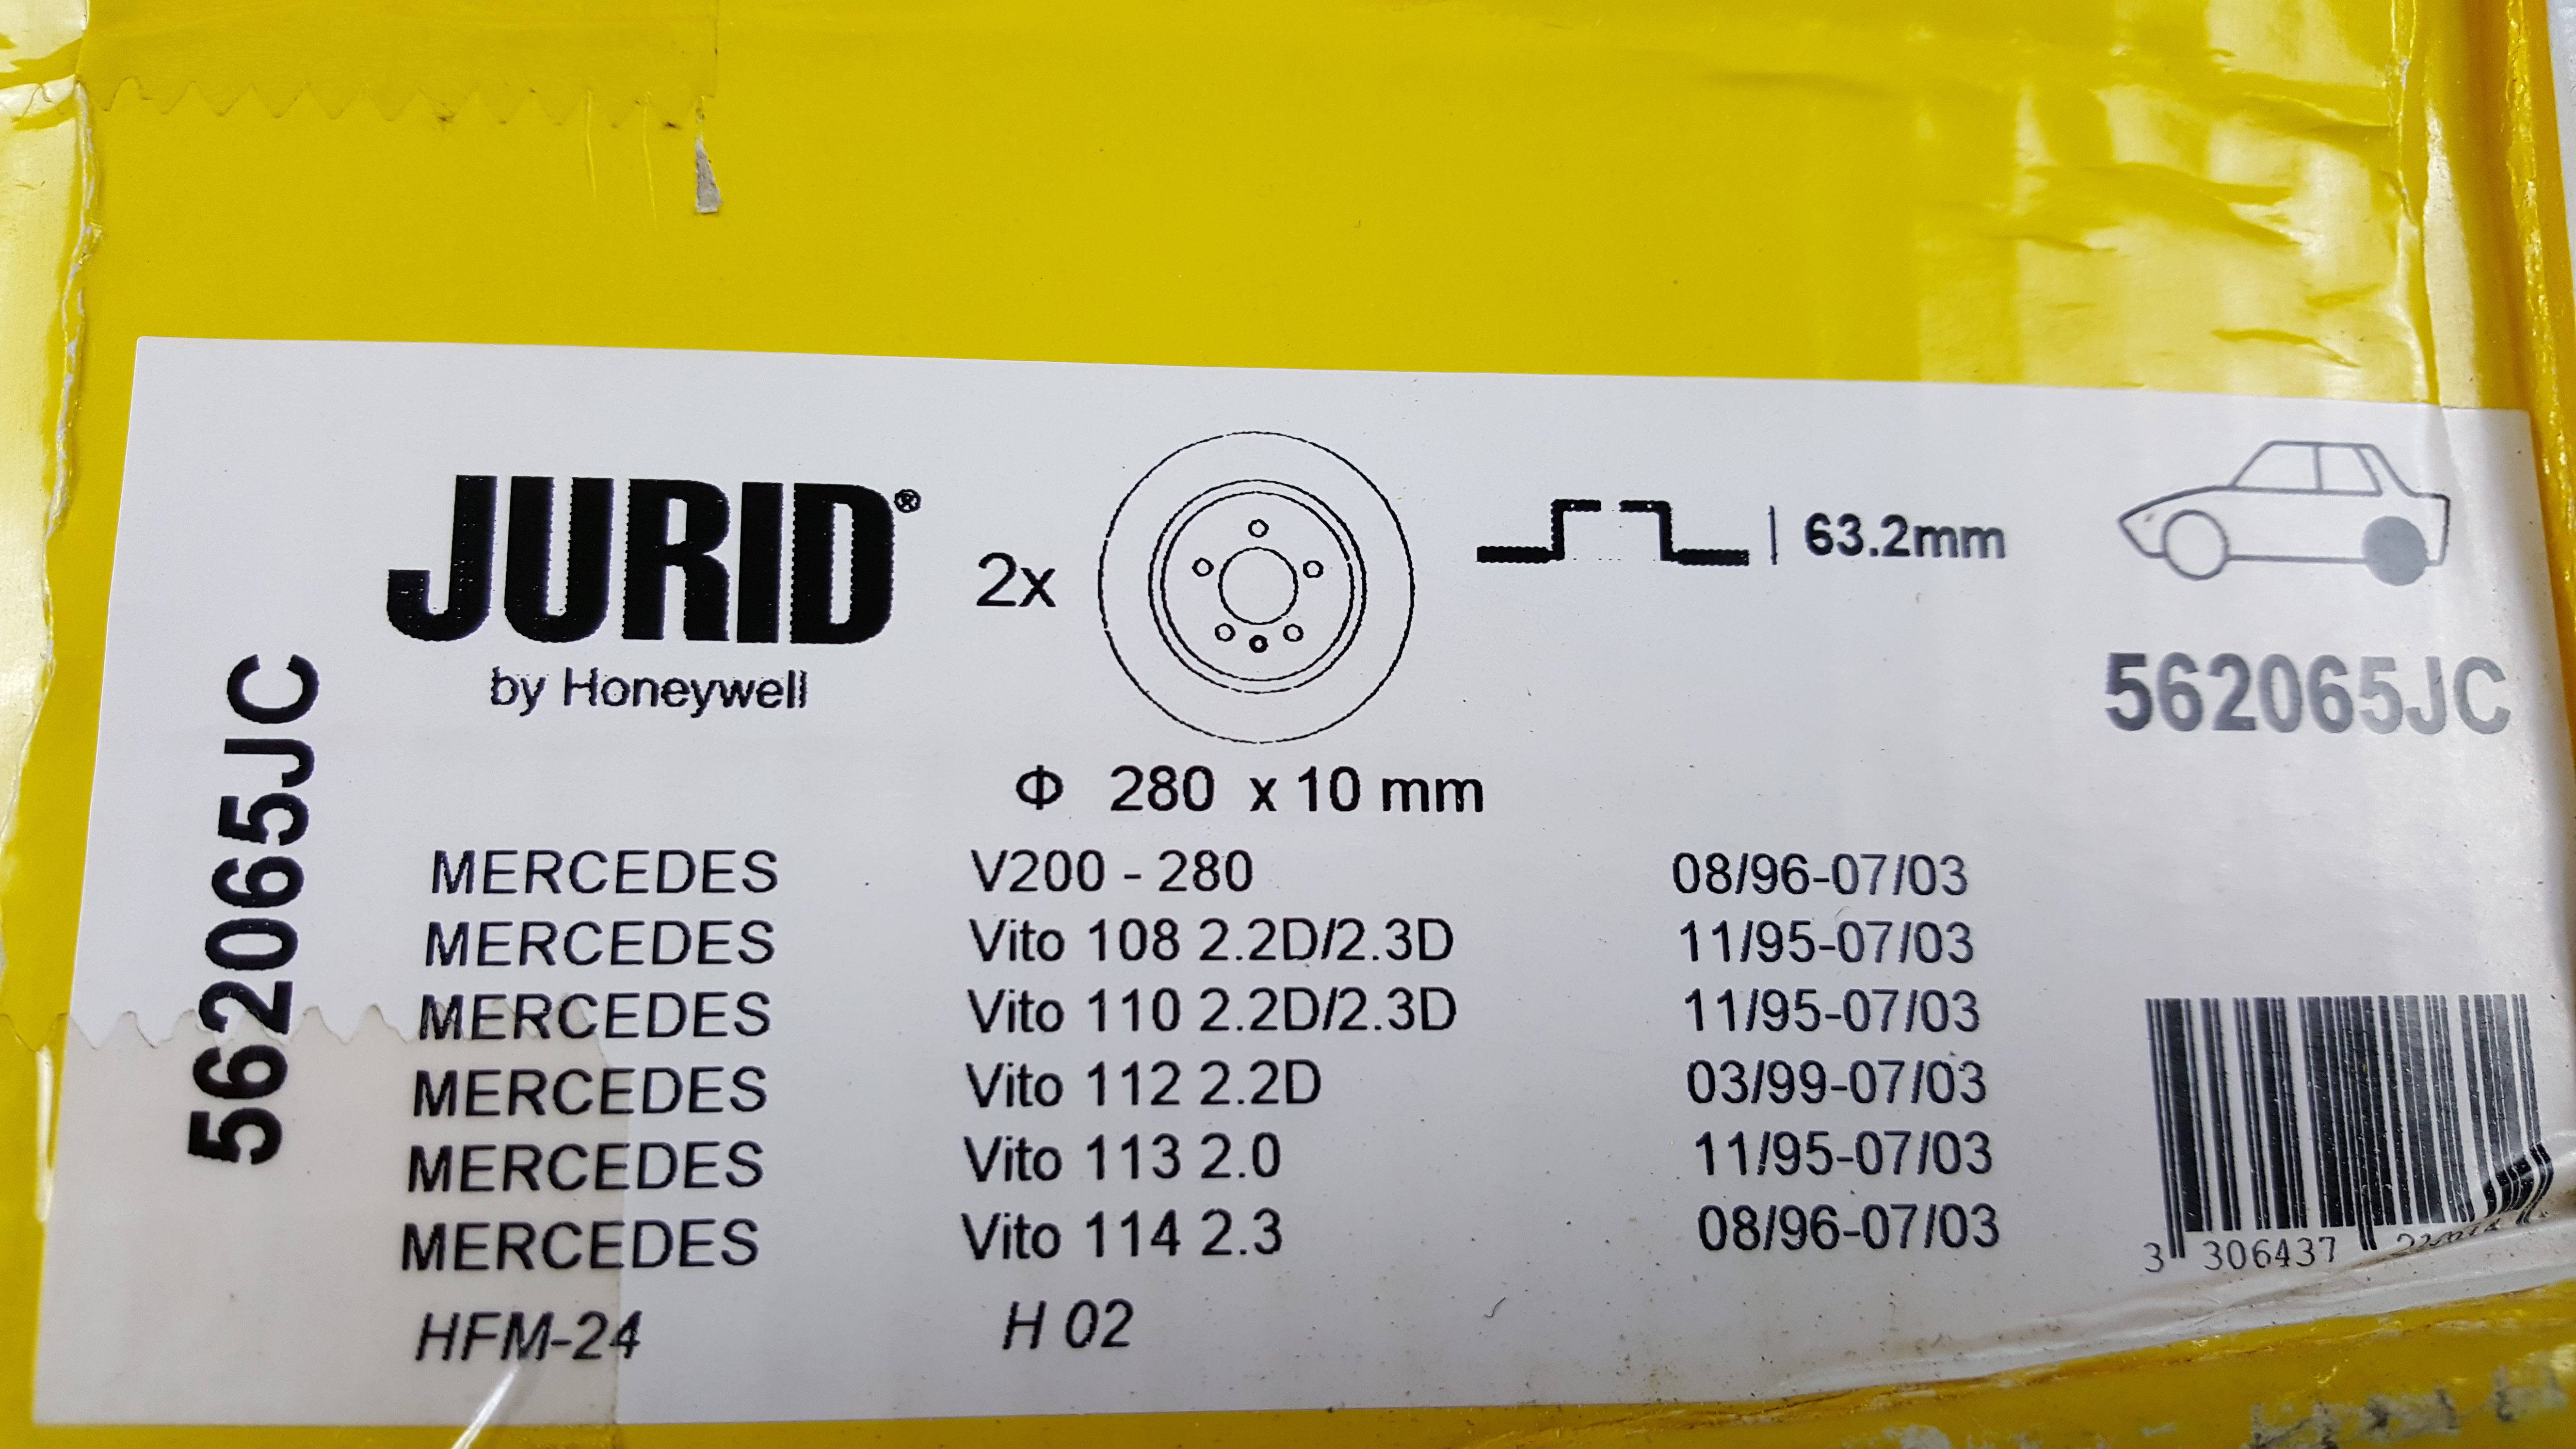 JURID®
by Honeywell
2x
63.2mm
562065JC
562065JC
Φ 280 x 10 mm
MERCEDES V200 - 280 08/96-07/03
MERCEDES Vito 108 2.2D/2.3D 11/95-07/03
MERCEDES Vito 110 2.2D/2.3D 11/95-07/03
MERCEDES Vito 112 2.2D 03/99-07/03
MERCEDES Vito 113 2.0 11/95-07/03
MERCEDES Vito 114 2.3 08/96-07/03
HFM-24 H 02
3 306437